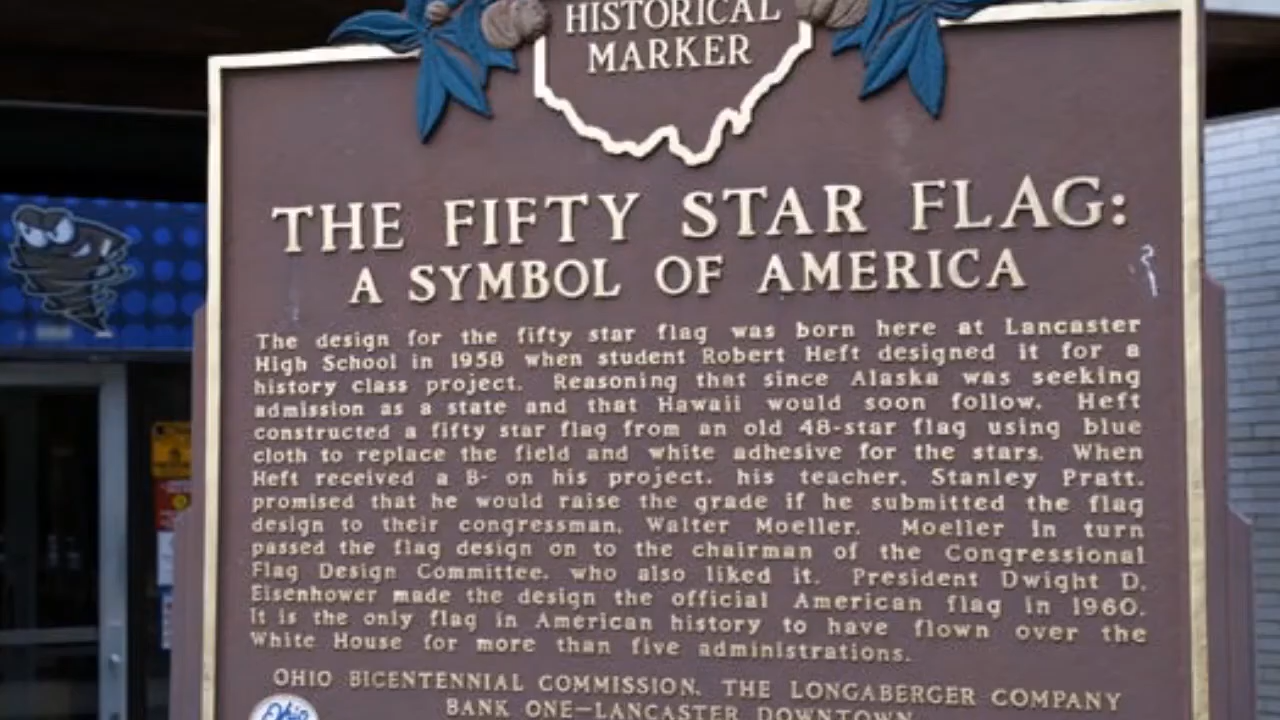 HISTORICAL
MARKER
THE FIFTY STAR FLAG:
A SYMBOL OF AMERICA
The design for the fifty star flag was born here at Lancaster
High School in 1958 when student Robert Heft designed it for a
history class project. Reasoning that since Alaska was seeking
admission as a state and that Hawaii would soon follow, Heft
constructed a fifty star flag from an old 48-star flag using blue
cloth to replace the field and white adhesive for the stars. When
Heft received a B- on his project, his teacher, Stanley Pratt,
promised that he would raise the grade if he submitted the flag
design to their congressman, Walter Moeller. Moeller in turn
passed the flag design on to the chairman of the Congressional
Flag Design Committee, who also liked it. President Dwight D.
Eisenhower made the design the official American flag in 1960.
It is the only flag in American history to have flown over the
White House for more than five administrations.
OHIO BICENTENNIAL COMMISSION, THE LONGABERGER COMPANY
BANK ONE—LANCASTER DOWNTOWN
Ohio